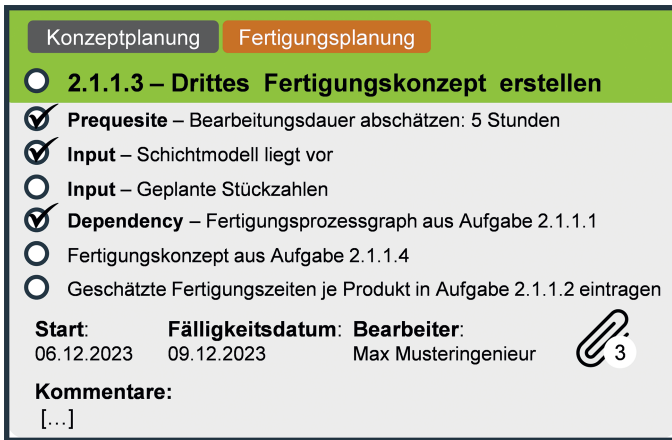 Konzeptplanung Fertigungsplanung
2.1.1.3 – Drittes Fertigungskonzept erstellen
Prequesite – Bearbeitungsdauer abschätzen: 5 Stunden
Input – Schichtmodell liegt vor
Input – Geplante Stückzahlen
Dependency – Fertigungsprozessgraph aus Aufgabe 2.1.1.1
Fertigungskonzept aus Aufgabe 2.1.1.4
Geschätzte Fertigungszeiten je Produkt in Aufgabe 2.1.1.2 eintragen
Start: Fälligkeitsdatum: Bearbeiter:
06.12.2023 09.12.2023 Max Musteringenieur 3
Kommentare:
[…]